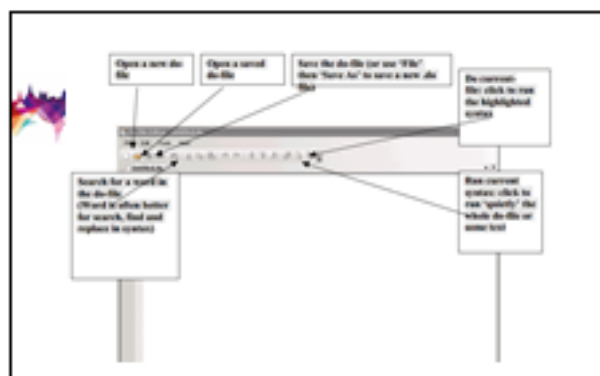 Open a new do-
file
Open a saved
do-file
Save the do-file (or use ‘File’,
then ‘Save As’ to save a new .do
file)
Do current-
file: click to run
the highlighted
syntax
Search for a word in
the do-file.
(Word is often better
for search, find and
replace in syntax)
Run current
syntax: click to
run ‘quietly’ the
whole do-file or
some text